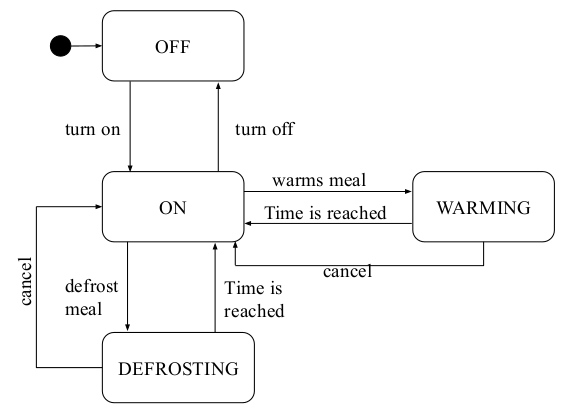 OFF
turn on
turn off
ON
warms meal
Time is reached
WARMING
cancel
cancel
defrost
meal
Time is
reached
DEFROSTING